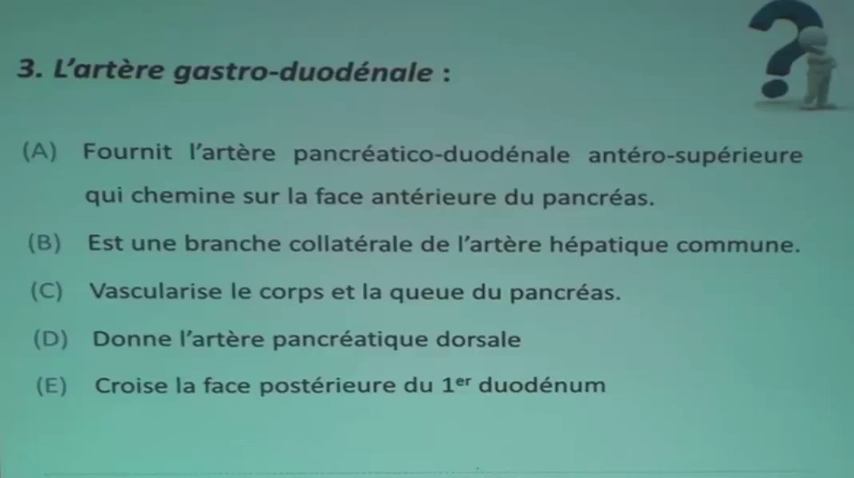 3. L'artère gastro-duodénale :
(A) Fournit l'artère pancréatico-duodénale antéro-supérieure
qui chemine sur la face antérieure du pancréas.
(B) Est une branche collatérale de l'artère hépatique commune.
(C) Vascularise le corps et la queue du pancréas.
(D) Donne l'artère pancréatique dorsale
(E) Croise la face postérieure du 1er duodénum